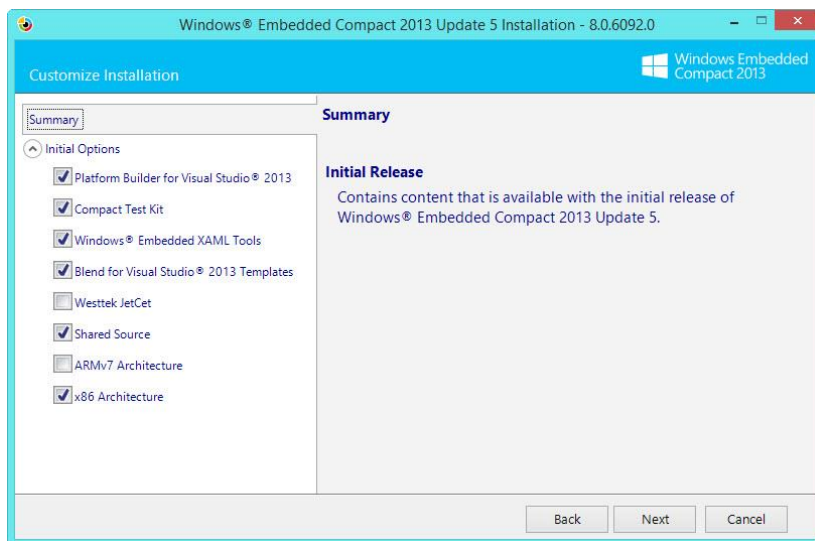 Windows® Embedded Compact 2013 Update 5 Installation - 8.0.6092.0
Customize Installation
Windows Embedded
Compact 2013
Summary
Initial Options
Platform Builder for Visual Studio® 2013
Compact Test Kit
Windows® Embedded XAML Tools
Blend for Visual Studio® 2013 Templates
Westtek JetCet
Shared Source
ARMv7 Architecture
x86 Architecture
Summary
Initial Release
Contains content that is available with the initial release of
Windows® Embedded Compact 2013 Update 5.
Back
Next
Cancel